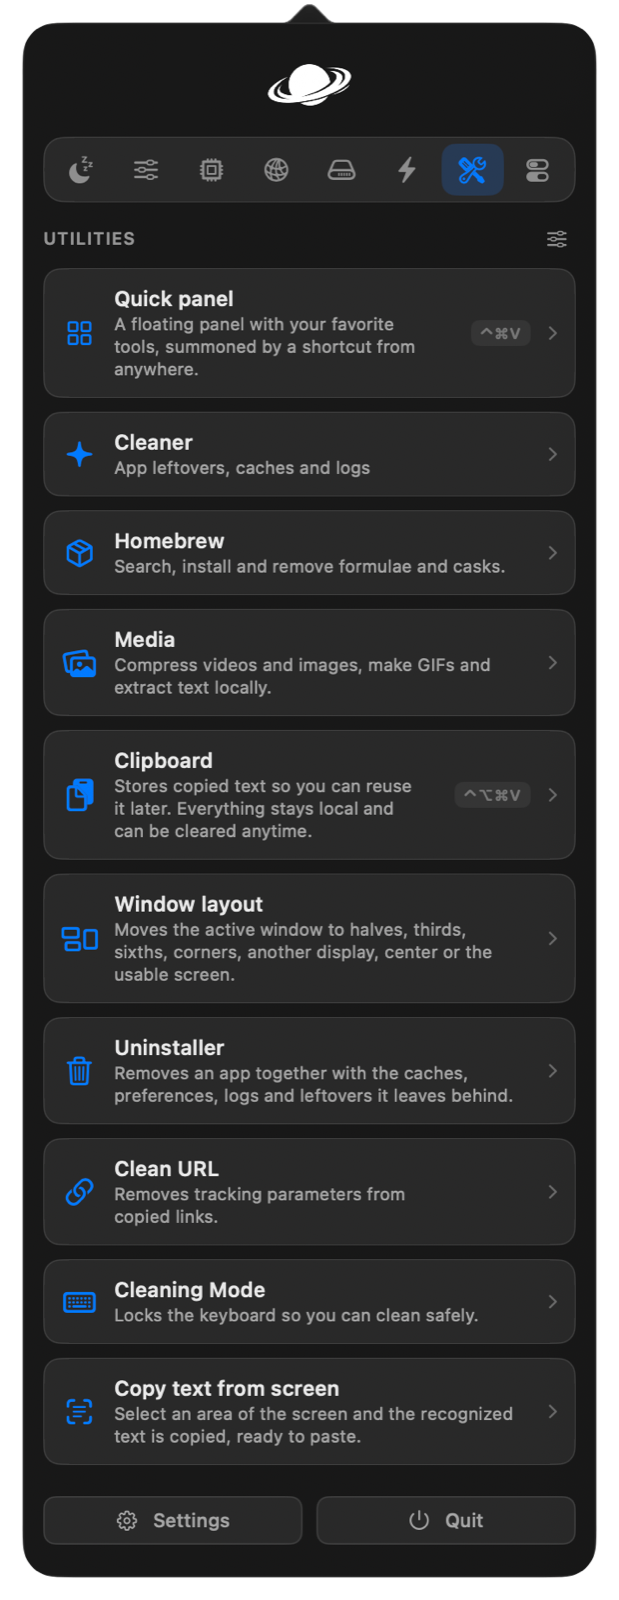 UTILITIES
Quick panel
A floating panel with your favorite
tools, summoned by a shortcut from
anywhere.
^⌘V
Cleaner
App leftovers, caches and logs
Homebrew
Search, install and remove formulae and casks.
Media
Compress videos and images, make GIFs and
extract text locally.
Clipboard
Stores copied text so you can reuse
it later. Everything stays local and
can be cleared anytime.
^⌥⌘V
Window layout
Moves the active window to halves, thirds,
sixths, corners, another display, center or the
usable screen.
Uninstaller
Removes an app together with the caches,
preferences, logs and leftovers it leaves behind.
Clean URL
Removes tracking parameters from
copied links.
Cleaning Mode
Locks the keyboard so you can clean safely.
Copy text from screen
Select an area of the screen and the recognized
text is copied, ready to paste.
Settings
Quit